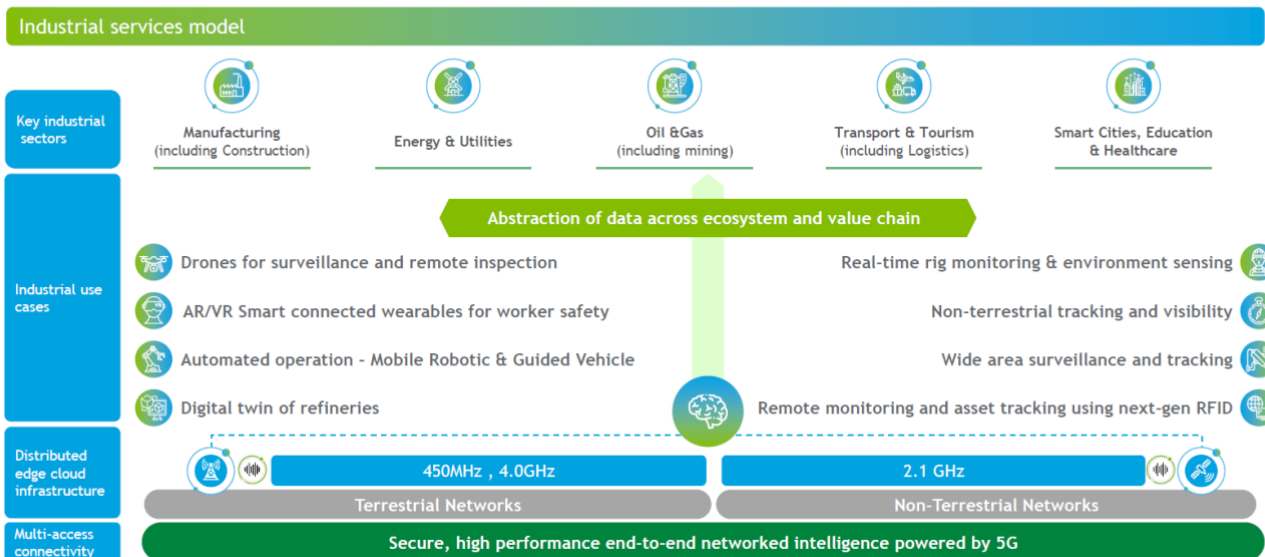 Industrial services model
Key industrial
sectors
Manufacturing
(including Construction)
Energy & Utilities
Oil &Gas
(including mining)
Transport & Tourism
(including Logistics)
Smart Cities, Education
& Healthcare
Industrial use
cases
Abstraction of data across ecosystem and value chain
Drones for surveillance and remote inspection
AR/VR Smart connected wearables for worker safety
Automated operation - Mobile Robotic & Guided Vehicle
Digital twin of refineries
Real-time rig monitoring & environment sensing
Non-terrestrial tracking and visibility
Wide area surveillance and tracking
Remote monitoring and asset tracking using next-gen RFID
Distributed
edge cloud
infrastructure
450MHz , 4.0GHz
2.1 GHz
Terrestrial Networks
Non-Terrestrial Networks
Multi-access
connectivity
Secure, high performance end-to-end networked intelligence powered by 5G